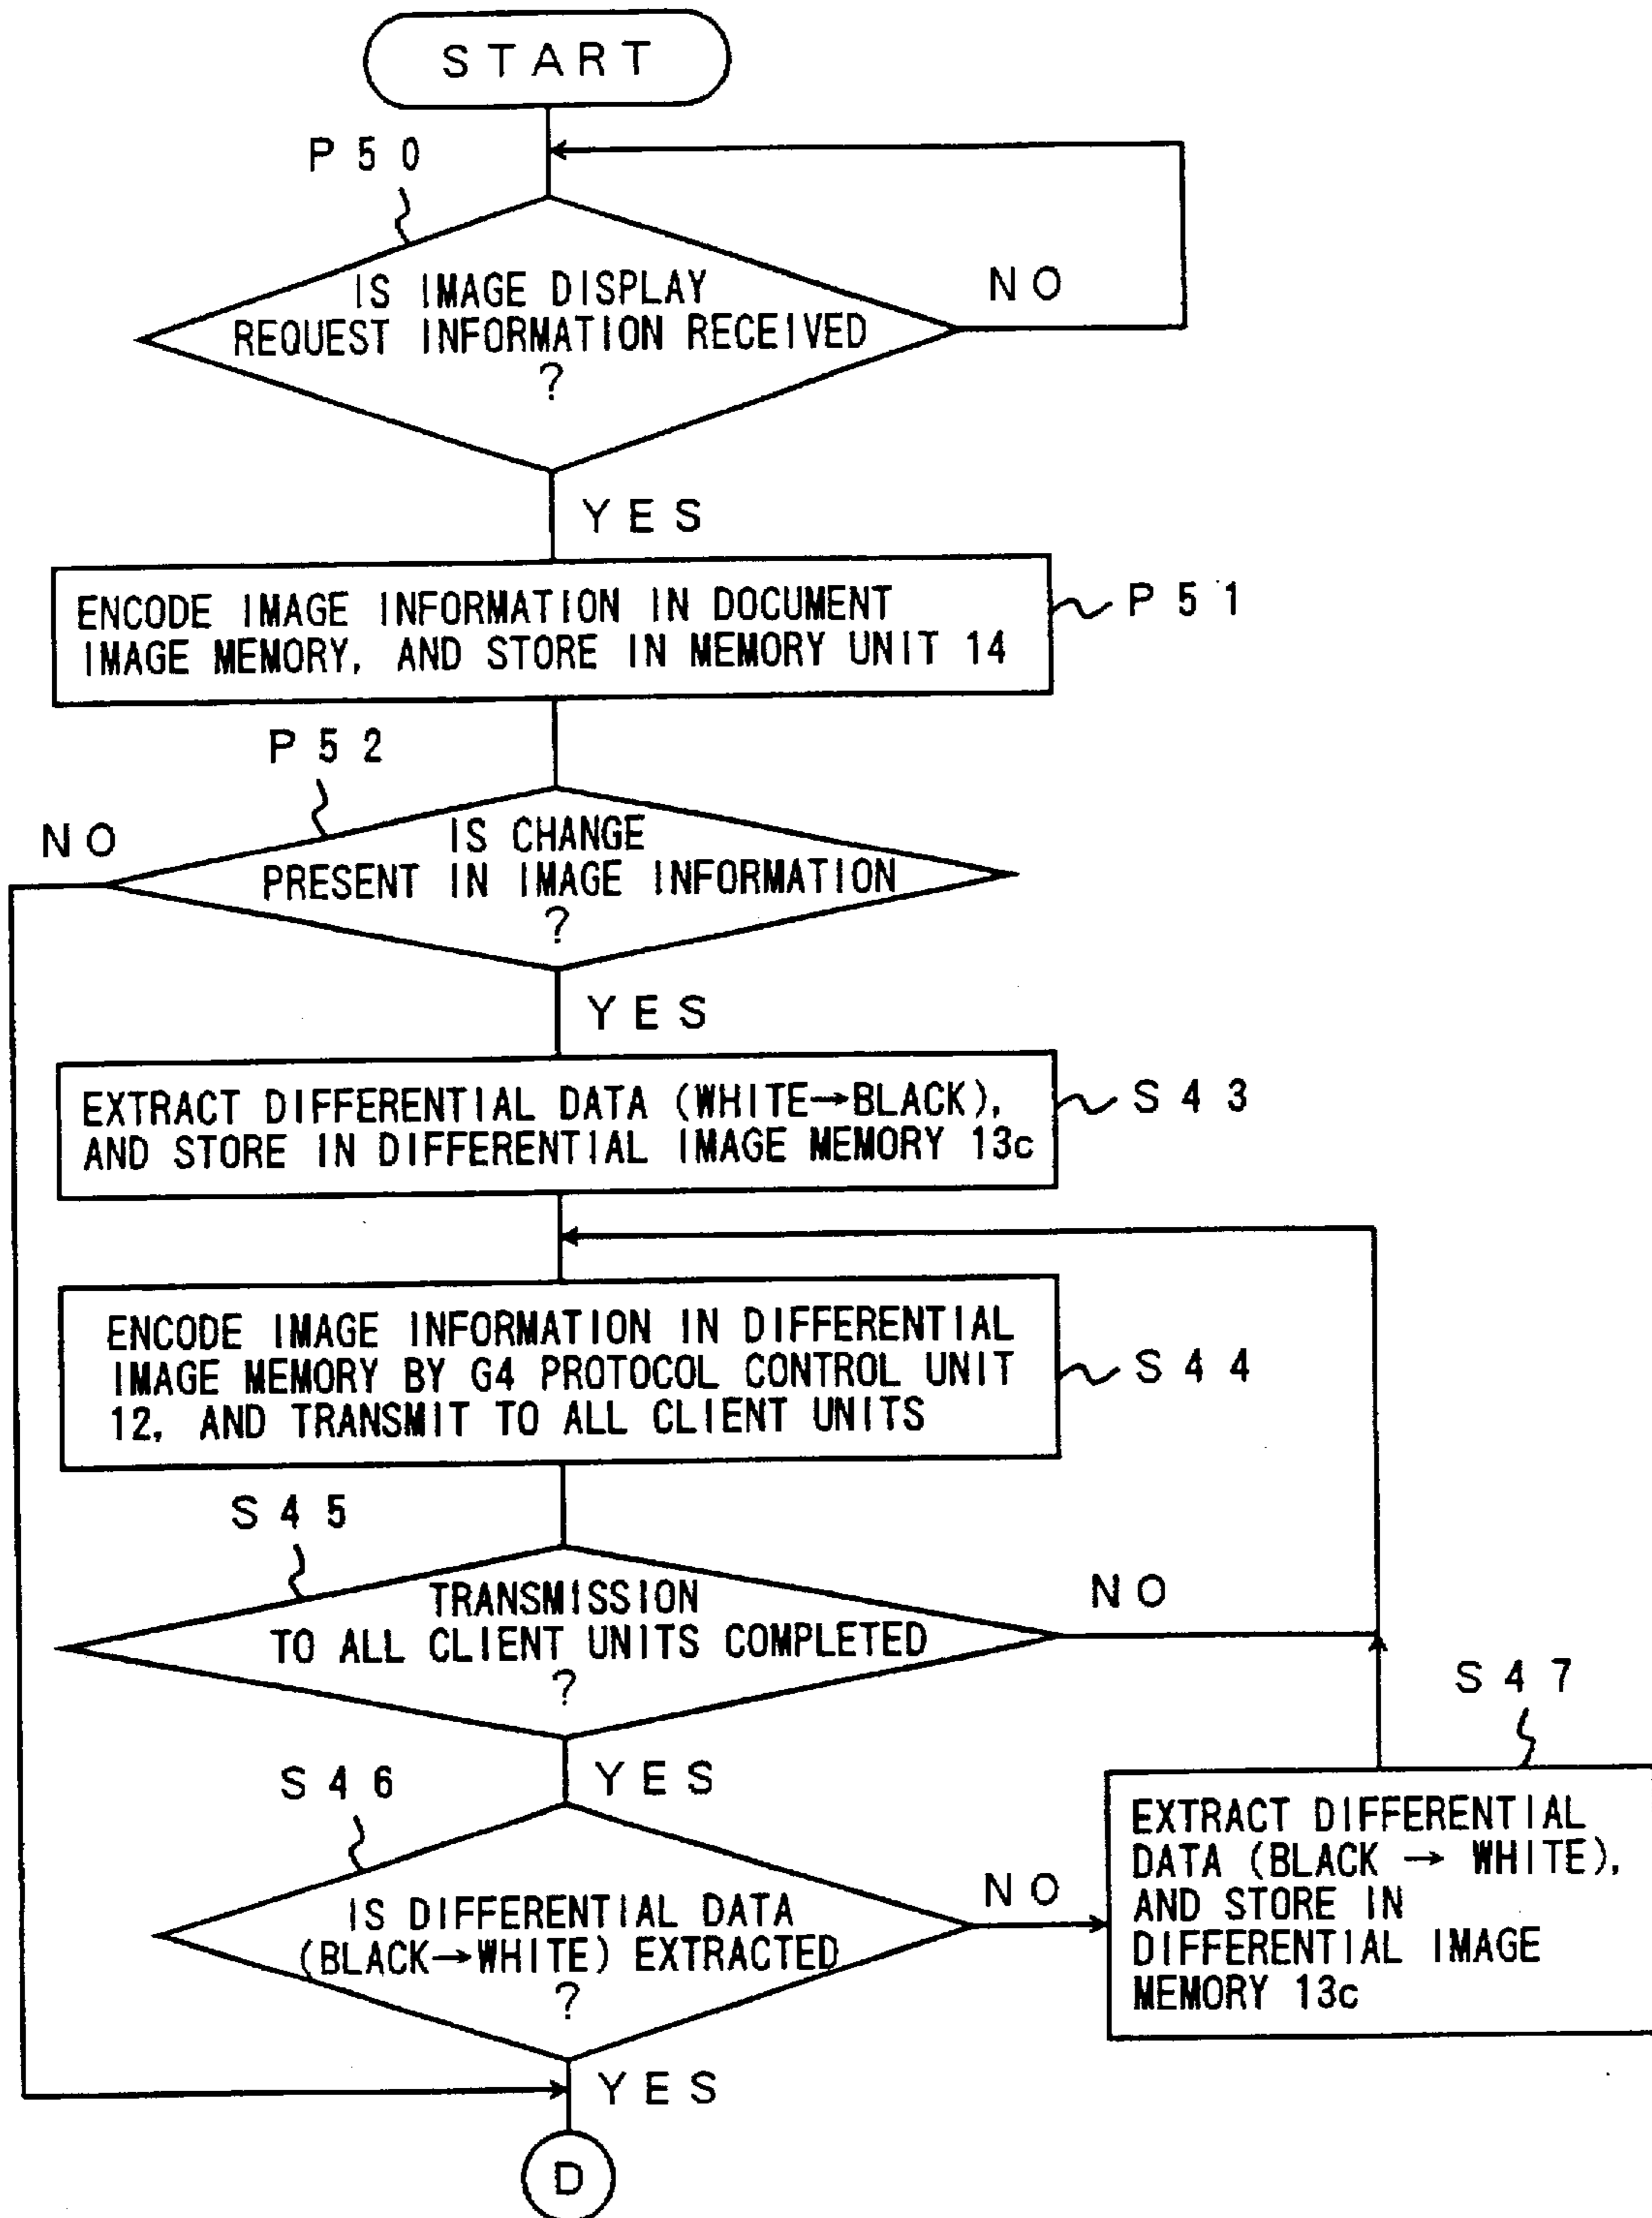 START
P50
IS IMAGE DISPLAY
REQUEST INFORMATION RECEIVED
?
NO
YES
ENCODE IMAGE INFORMATION IN DOCUMENT
IMAGE MEMORY, AND STORE IN MEMORY UNIT 14
P51
P52
NO
IS CHANGE
PRESENT IN IMAGE INFORMATION
?
YES
EXTRACT DIFFERENTIAL DATA (WHITE→BLACK),
AND STORE IN DIFFERENTIAL IMAGE MEMORY 13c
S43
ENCODE IMAGE INFORMATION IN DIFFERENTIAL
IMAGE MEMORY BY G4 PROTOCOL CONTROL UNIT
12, AND TRANSMIT TO ALL CLIENT UNITS
S44
S45
TRANSMISSION
TO ALL CLIENT UNITS COMPLETED
?
NO
YES
S46
IS DIFFERENTIAL DATA
(BLACK→WHITE) EXTRACTED
?
NO
S47
EXTRACT DIFFERENTIAL
DATA (BLACK → WHITE),
AND STORE IN
DIFFERENTIAL IMAGE
MEMORY 13c
YES
D